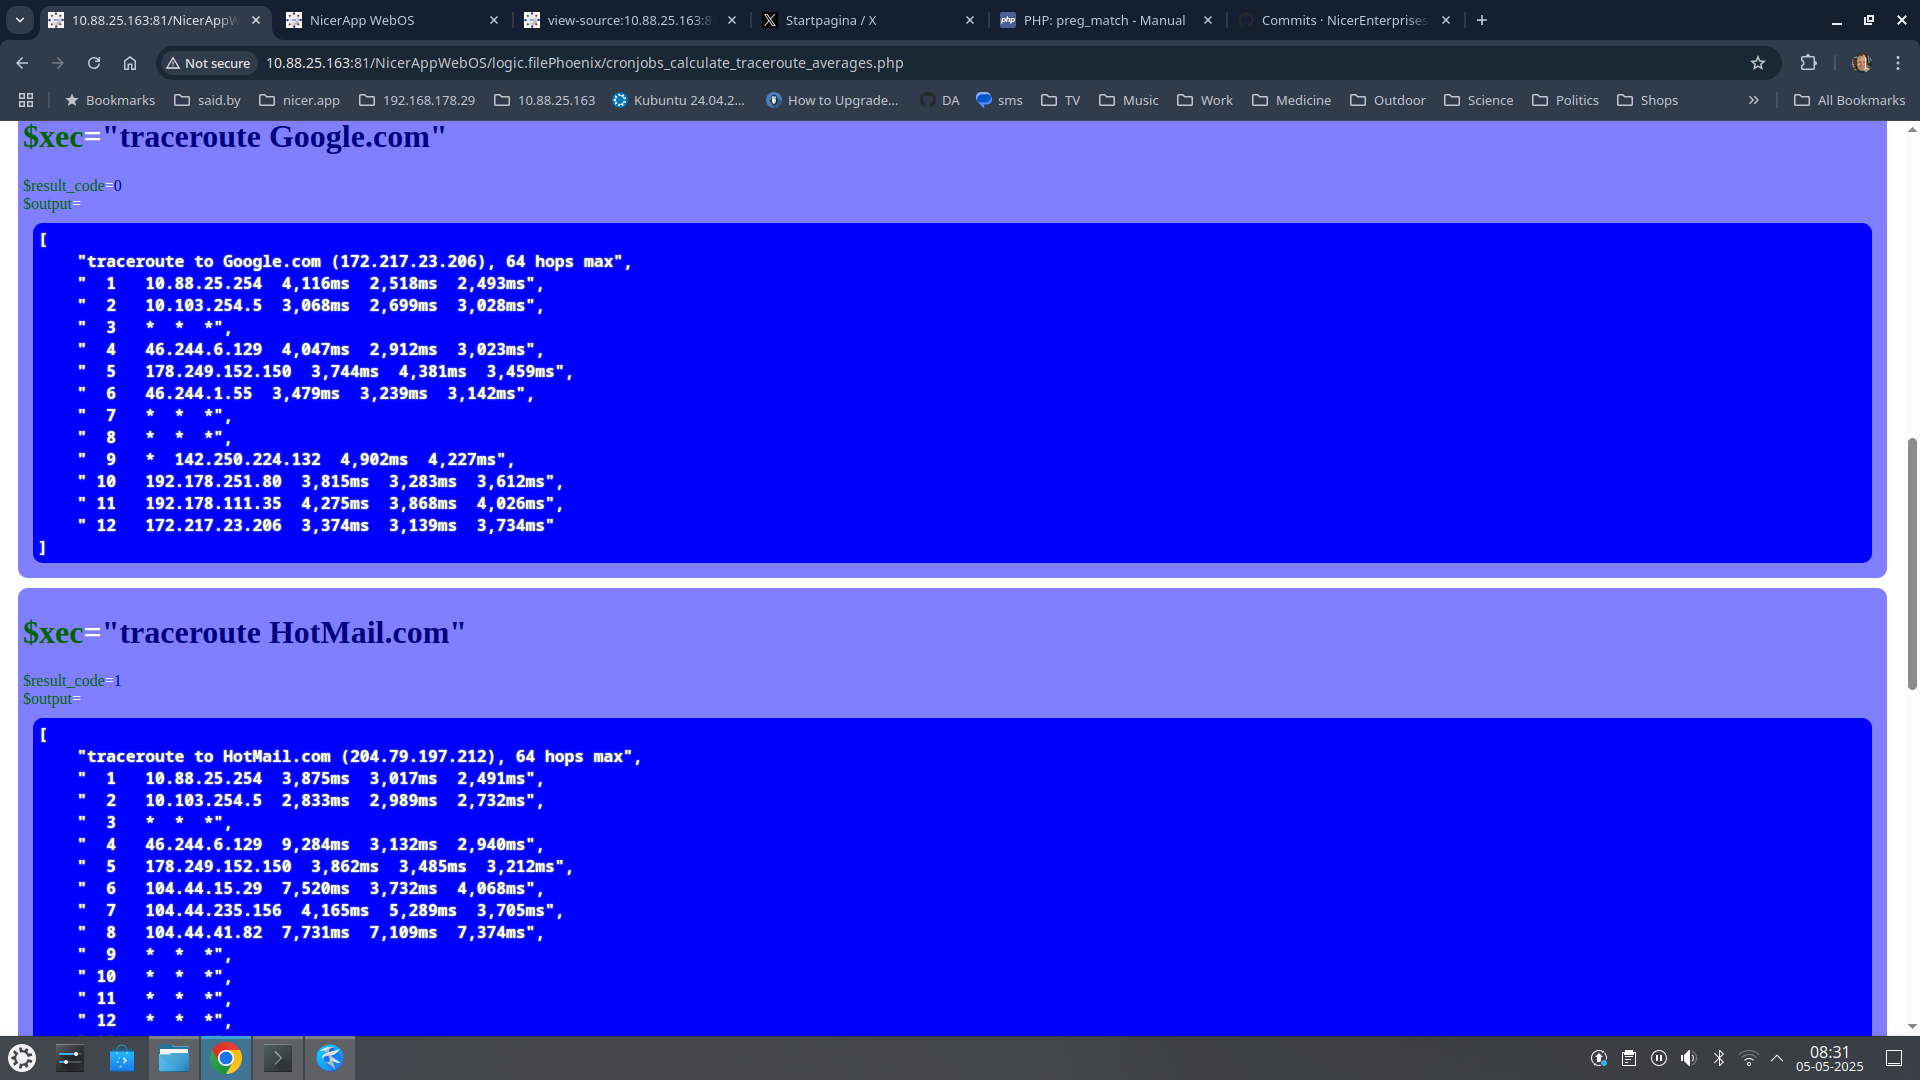 10.88.25.163:81/NicerAppW
NicerApp WebOS
view-source:10.88.25.163:8
Startpagina / X
PHP: preg_match - Manual
Commits · NicerEnterprises
Not secure
10.88.25.163:81/NicerAppWebOS/logic.filePhoenix/cronjobs_calculate_traceroute_averages.php
Bookmarks
said.by
nicer.app
192.168.178.29
10.88.25.163
Kubuntu 24.04.2...
How to Upgrade...
DA
sms
TV
Music
Work
Medicine
Outdoor
Science
Politics
Shops
All Bookmarks
$xec="traceroute Google.com"
$result_code=0
$output=
[
"traceroute to Google.com (172.217.23.206), 64 hops max",
"  1   10.88.25.254  4,116ms  2,518ms  2,493ms",
"  2   10.103.254.5  3,068ms  2,699ms  3,028ms",
"  3   *  *  *",
"  4   46.244.6.129  4,047ms  2,912ms  3,023ms",
"  5   178.249.152.150  3,744ms  4,381ms  3,459ms",
"  6   46.244.1.55  3,479ms  3,239ms  3,142ms",
"  7   *  *  *",
"  8   *  *  *",
"  9   *  142.250.224.132  4,902ms  4,227ms",
" 10   192.178.251.80  3,815ms  3,283ms  3,612ms",
" 11   192.178.111.35  4,275ms  3,868ms  4,026ms",
" 12   172.217.23.206  3,374ms  3,139ms  3,734ms"
]
$xec="traceroute HotMail.com"
$result_code=1
$output=
[
"traceroute to HotMail.com (204.79.197.212), 64 hops max",
"  1   10.88.25.254  3,875ms  3,017ms  2,491ms",
"  2   10.103.254.5  2,833ms  2,989ms  2,732ms",
"  3   *  *  *",
"  4   46.244.6.129  9,284ms  3,132ms  2,940ms",
"  5   178.249.152.150  3,862ms  3,485ms  3,212ms",
"  6   104.44.15.29  7,520ms  3,732ms  4,068ms",
"  7   104.44.235.156  4,165ms  5,289ms  3,705ms",
"  8   104.44.41.82  7,731ms  7,109ms  7,374ms",
"  9   *  *  *",
" 10   *  *  *",
" 11   *  *  *",
" 12   *  *  *",
08:31
05-05-2025